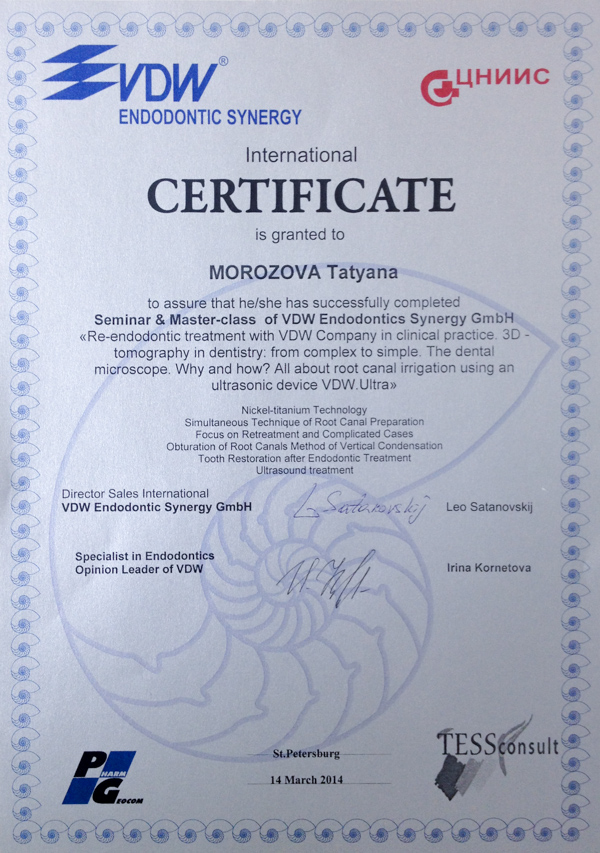 VDW®
ENDODONTIC SYNERGY
ЦНИИС
International
CERTIFICATE
is granted to
MOROZOVA Tatyana
to assure that he/she has successfully completed
Seminar & Master-class of VDW Endodontics Synergy GmbH
«Re-endodontic treatment with VDW Company in clinical practice. 3D -
tomography in dentistry: from complex to simple. The dental
microscope. Why and how? All about root canal irrigation using an
ultrasonic device VDW.Ultra»
Nickel-titanium Technology
Simultaneous Technique of Root Canal Preparation
Focus on Retreatment and Complicated Cases
Obturation of Root Canals Method of Vertical Condensation
Tooth Restoration after Endodontic Treatment
Ultrasound treatment
Director Sales International
VDW Endodontic Synergy GmbH
L. Satanovskij
Leo Satanovskij
Specialist in Endodontics
Opinion Leader of VDW
Irina Kornetova
PHARM
GEOCOM
St.Petersburg
14 March 2014
TESSconsult